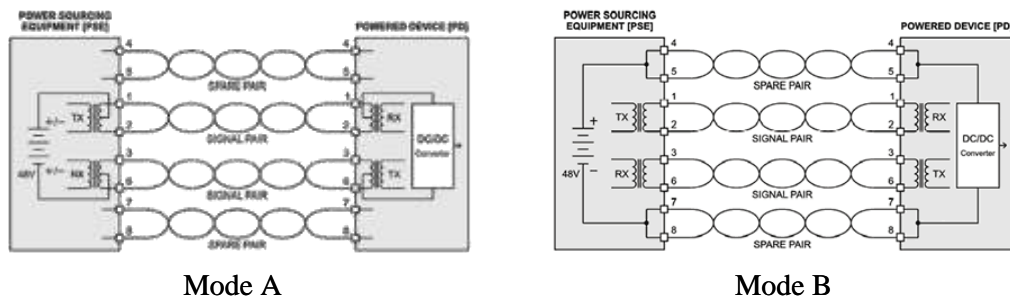 POWER SOURCING
EQUIPMENT [PSE]
POWERED DEVICE [PD]
4
4
5
5
SPARE PAIR
1
1
+/−
TX
RX
2
2
SIGNAL PAIR
DC/DC
Converter
3
3
+/−
48V
RX
TX
6
6
SIGNAL PAIR
7
7
8
8
SPARE PAIR
Mode A
POWER SOURCING
EQUIPMENT [PSE]
POWERED DEVICE [PD
4
4
5
5
SPARE PAIR
1
1
+
TX
RX
2
2
SIGNAL PAIR
DC/DC
Converter
3
3
48V
−
RX
TX
6
6
SIGNAL PAIR
7
7
8
8
SPARE PAIR
Mode B